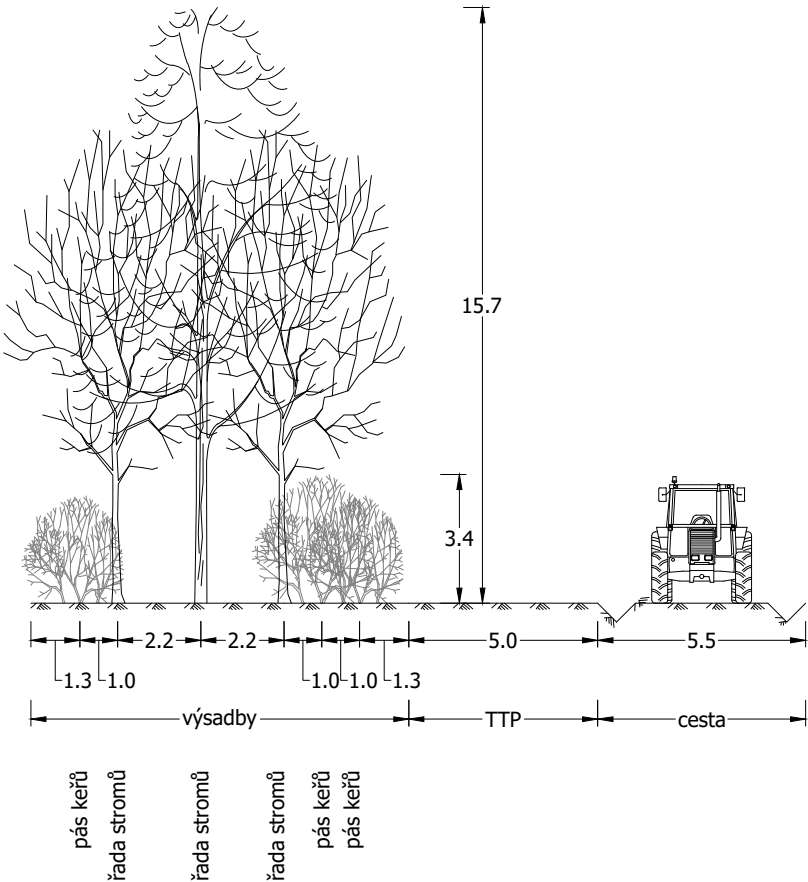 15.7
3.4
2.2 2.2 5.0 5.5
1.3 1.0 1.0 1.0 1.3
výsadby TTP cesta
pás keřů
řada stromů
řada stromů
řada stromů
pás keřů
pás keřů